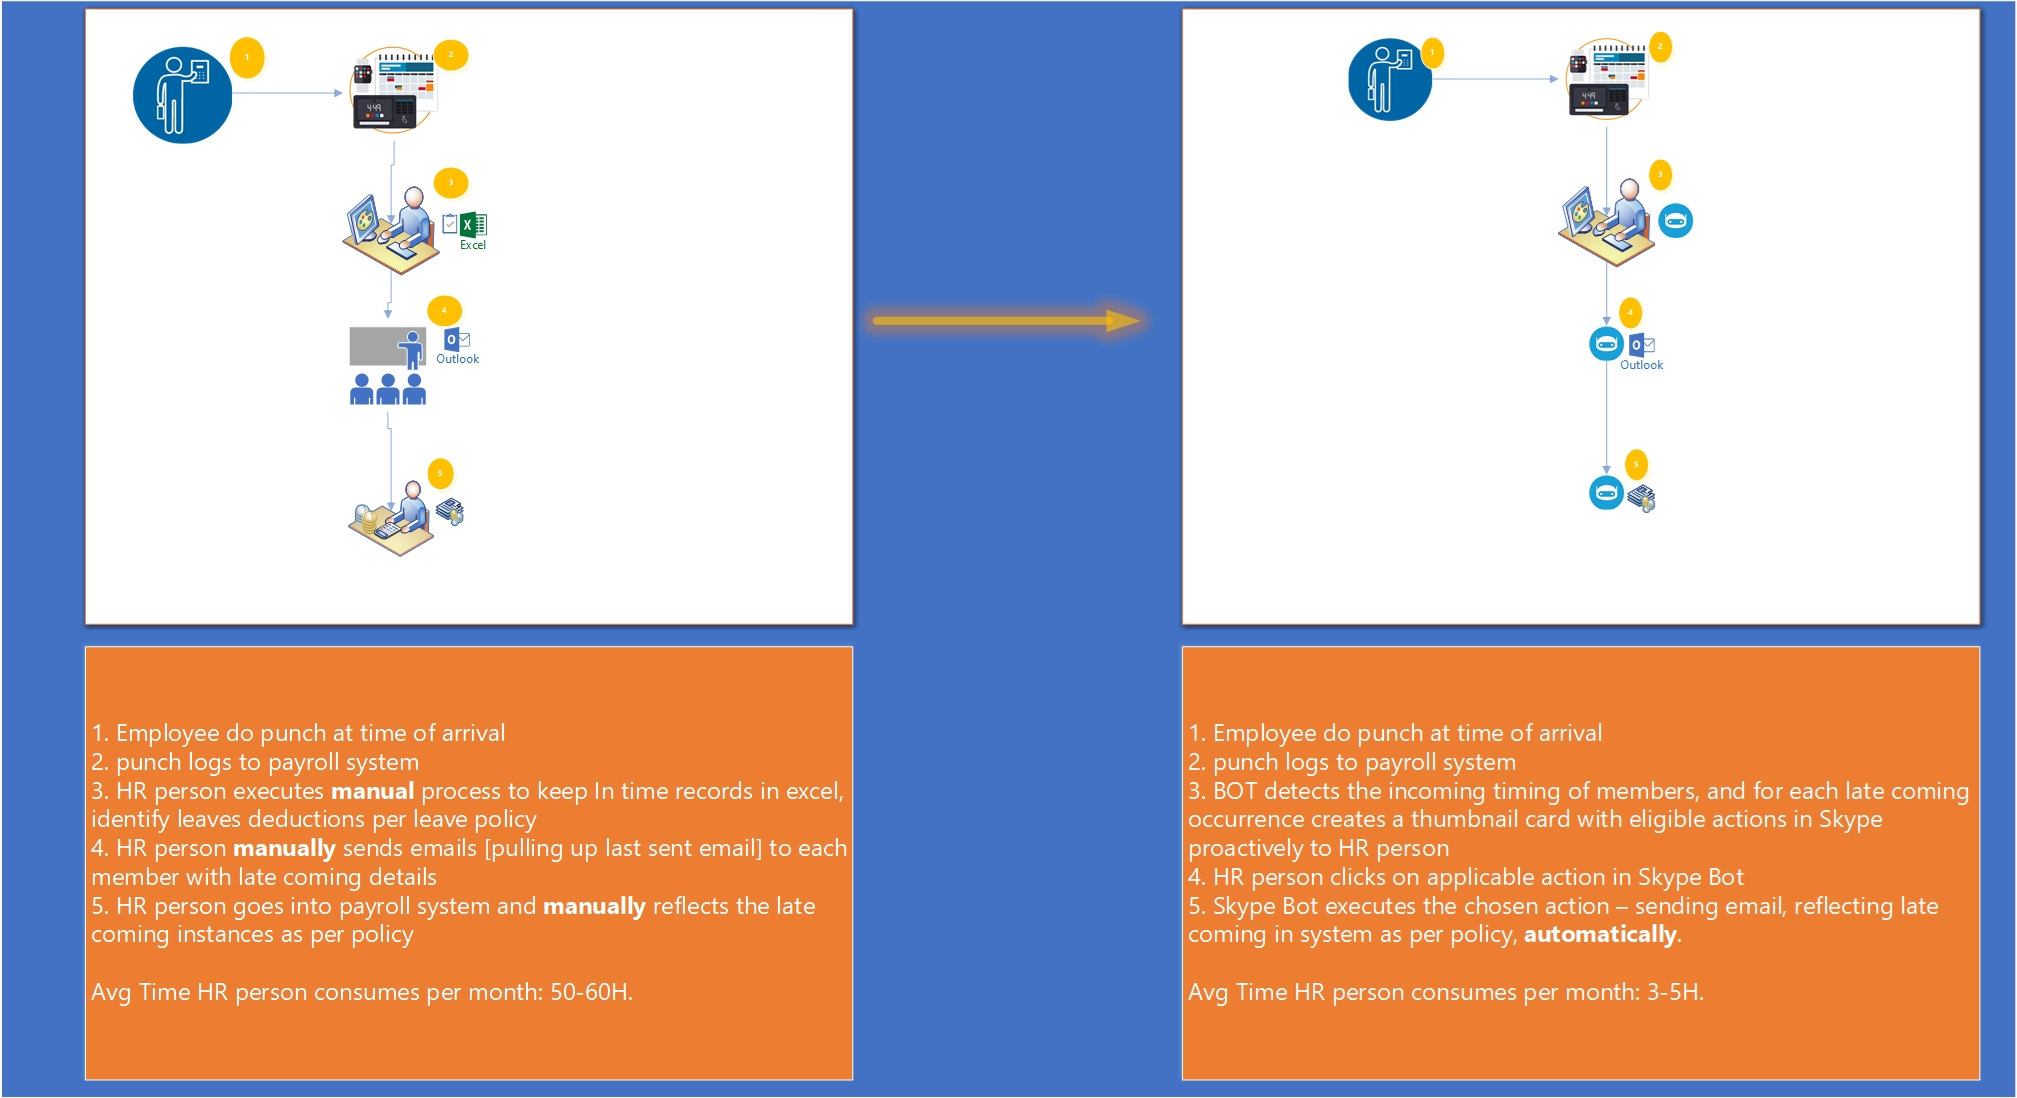 1
2
449
3
Excel
4
Outlook
5
1
2
449
3
4
Outlook
5
1. Employee do punch at time of arrival
2. punch logs to payroll system
3. HR person executes manual process to keep In time records in excel,
identify leaves deductions per leave policy
4. HR person manually sends emails [pulling up last sent email] to each
member with late coming details
5. HR person goes into payroll system and manually reflects the late
coming instances as per policy
Avg Time HR person consumes per month: 50-60H.
1. Employee do punch at time of arrival
2. punch logs to payroll system
3. BOT detects the incoming timing of members, and for each late coming
occurrence creates a thumbnail card with eligible actions in Skype
proactively to HR person
4. HR person clicks on applicable action in Skype Bot
5. Skype Bot executes the chosen action – sending email, reflecting late
coming in system as per policy, automatically.
Avg Time HR person consumes per month: 3-5H.